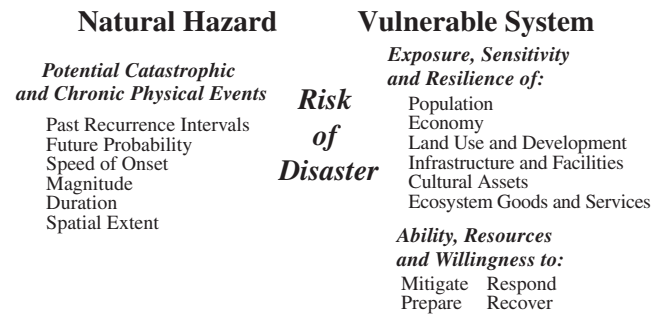 Natural Hazard
Potential Catastrophic
and Chronic Physical Events
Past Recurrence Intervals
Future Probability
Speed of Onset
Magnitude
Duration
Spatial Extent
Risk
of
Disaster
Vulnerable System
Exposure, Sensitivity
and Resilience of:
Population
Economy
Land Use and Development
Infrastructure and Facilities
Cultural Assets
Ecosystem Goods and Services
Ability, Resources
and Willingness to:
Mitigate Respond
Prepare Recover